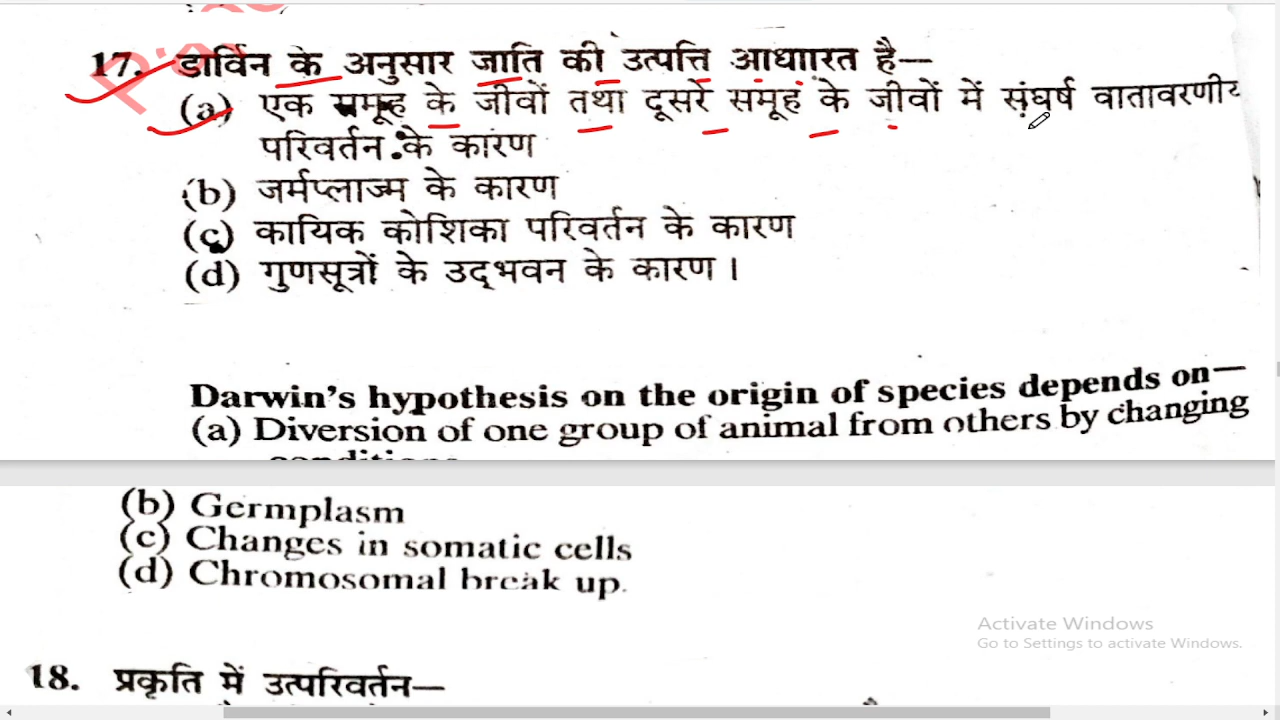 17. डार्विन के अनुसार जाति की उत्पत्ति आधाारत है—
(a) एक समूह के जीवों तथा दूसरे समूह के जीवों में संघर्ष वातावरणीय
परिवर्तन के कारण
(b) जर्मप्लाज्म के कारण
(c) कायिक कोशिका परिवर्तन के कारण
(d) गुणसूत्रों के उद्भवन के कारण ।
Darwin's hypothesis on the origin of species depends on—
(a) Diversion of one group of animal from others by changing
(b) Germplasm
(c) Changes in somatic cells
(d) Chromosomal break up.
Activate Windows
Go to Settings to activate Windows.
18. प्रकृति में उत्परिवर्तन—